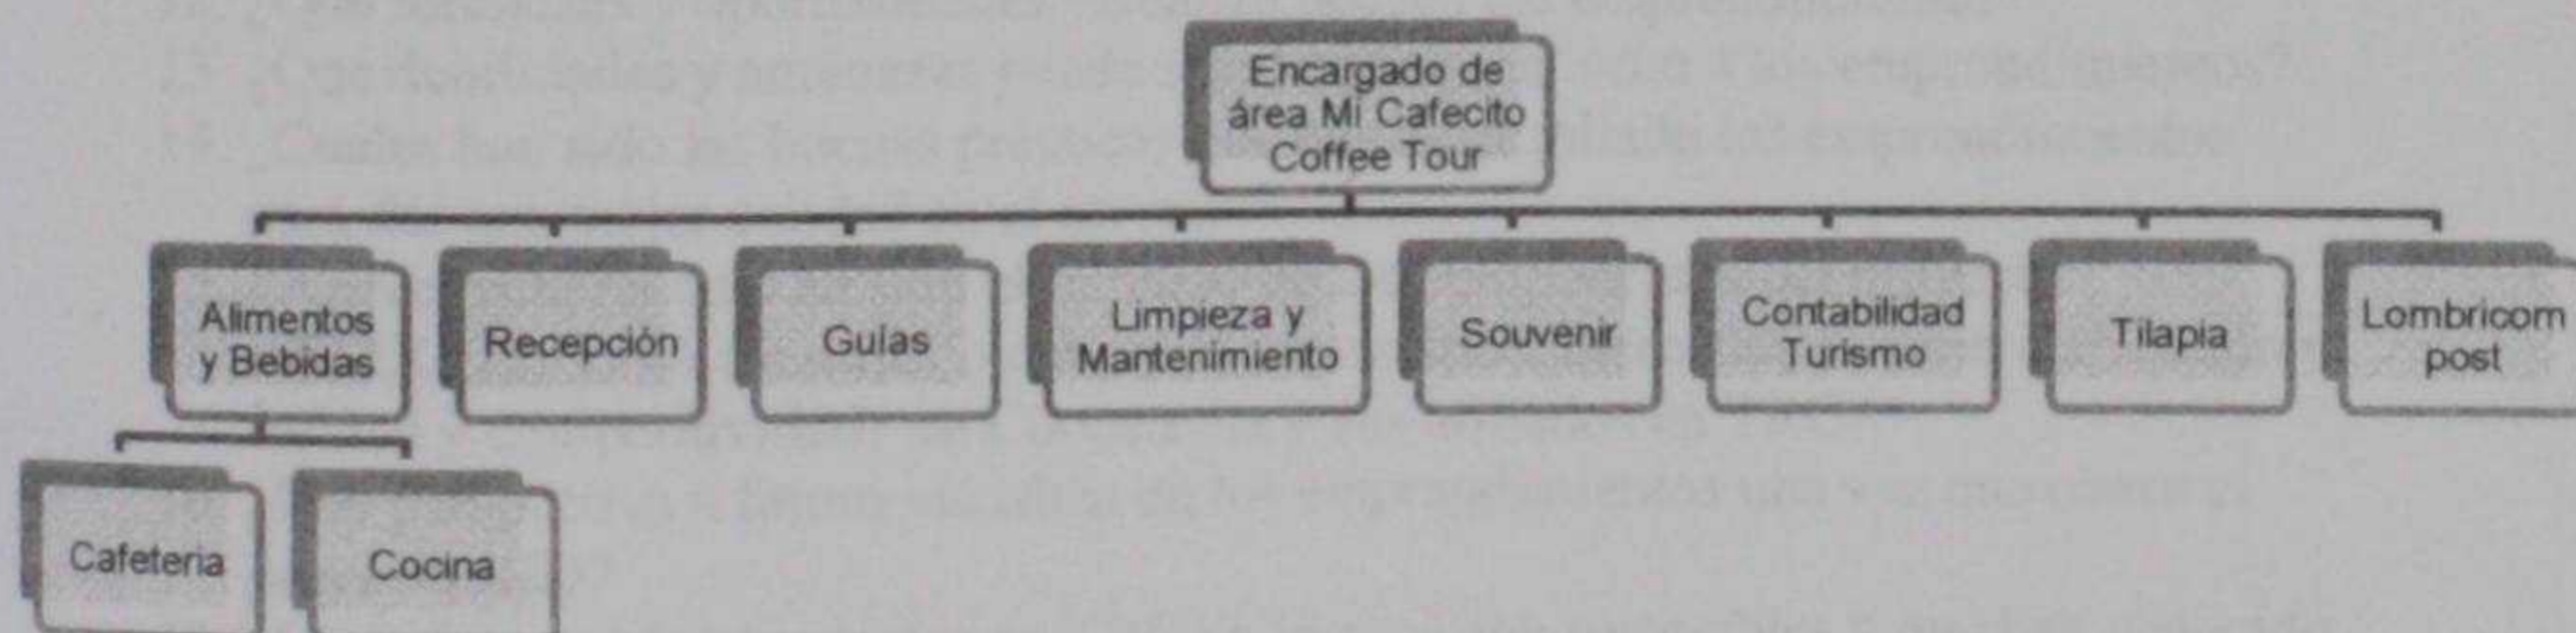 Encargado de
área Mi Cafecito
Coffee Tour
Alimentos
y Bebidas
Recepción
Guías
Limpieza y
Mantenimiento
Souvenir
Contabilidad
Turismo
Tilapia
Lombricom
post
Cafeteria
Cocina